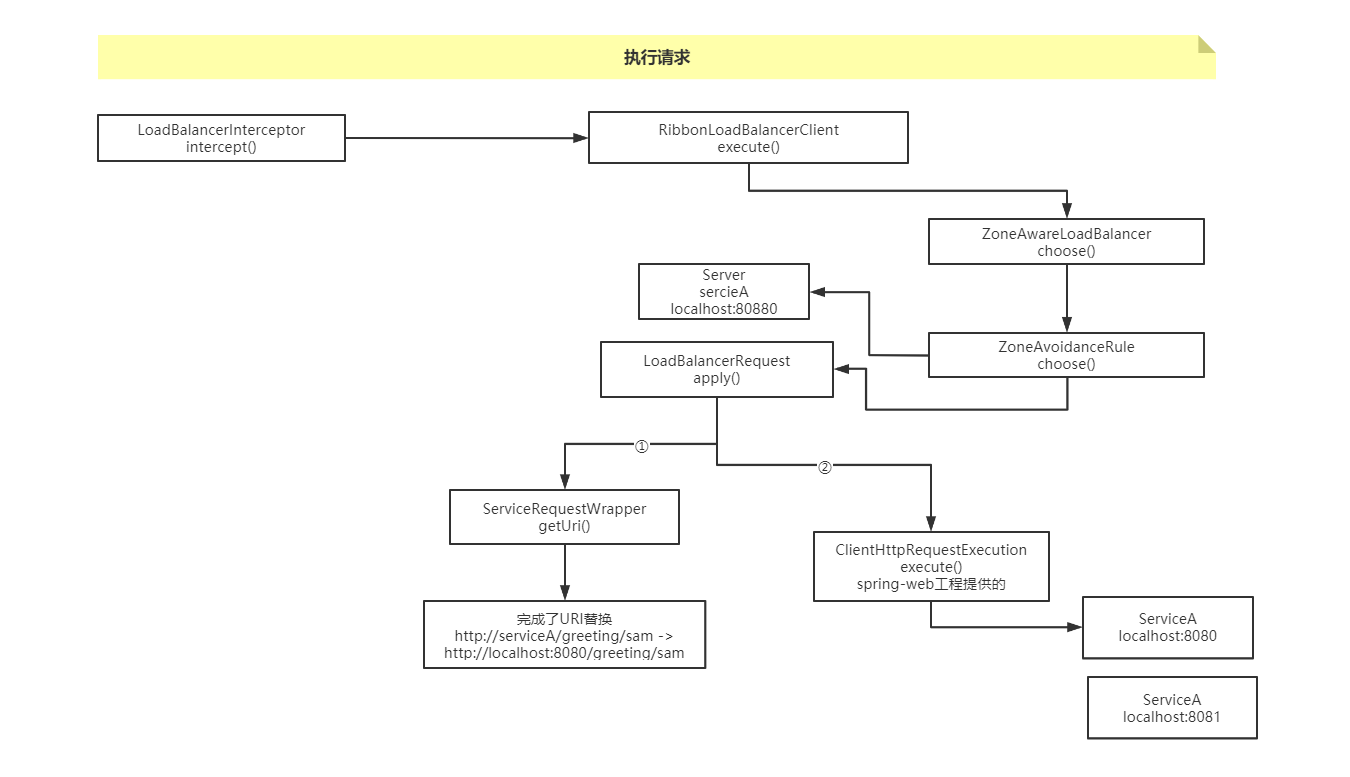 执行请求
LoadBalancerInterceptor
intercept()
RibbonLoadBalancerClient
execute()
ZoneAwareLoadBalancer
choose()
Server
sercieA
localhost:80880
ZoneAvoidanceRule
choose()
LoadBalancerRequest
apply()
①
②
ServiceRequestWrapper
getUri()
ClientHttpRequestExecution
execute()
spring-web工程提供的
完成了URI替换
http://serviceA/greeting/sam ->
http://localhost:8080/greeting/sam
ServiceA
localhost:8080
ServiceA
localhost:8081